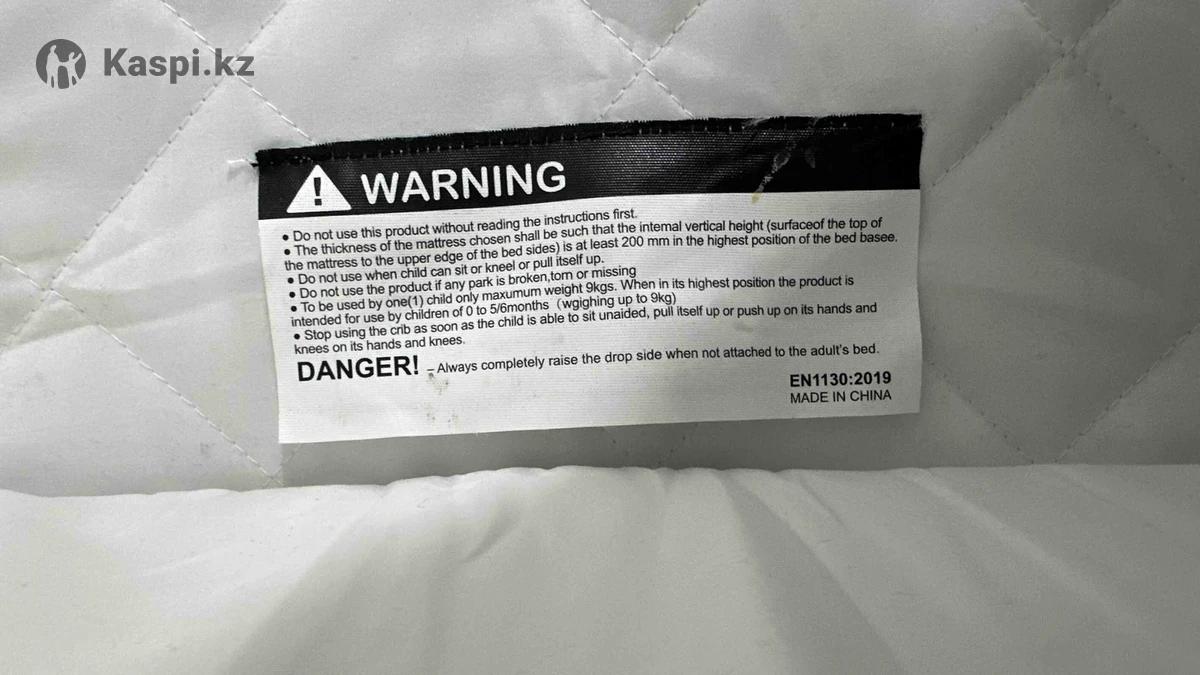 Kaspi.kz
WARNING
• Do not use this product without reading the instructions first.
• The thickness of the mattress chosen shall be such that the internal vertical height (surfaceof the top of
the mattress to the upper edge of the bed sides) is at least 200 mm in the highest position of the bed basee.
• Do not use when child can sit or kneel or pull itself up.
• Do not use the product if any park is broken,torn or missing
• To be used by one(1) child only maxumum weight 9kgs. When in its highest position the product is
intended for use by children of 0 to 5/6months (wgighing up to 9kg)
• Stop using the crib as soon as the child is able to sit unaided, pull itself up or push up on its hands and
knees on its hands and knees.
DANGER! – Always completely raise the drop side when not attached to the adult's bed.
EN1130:2019
MADE IN CHINA